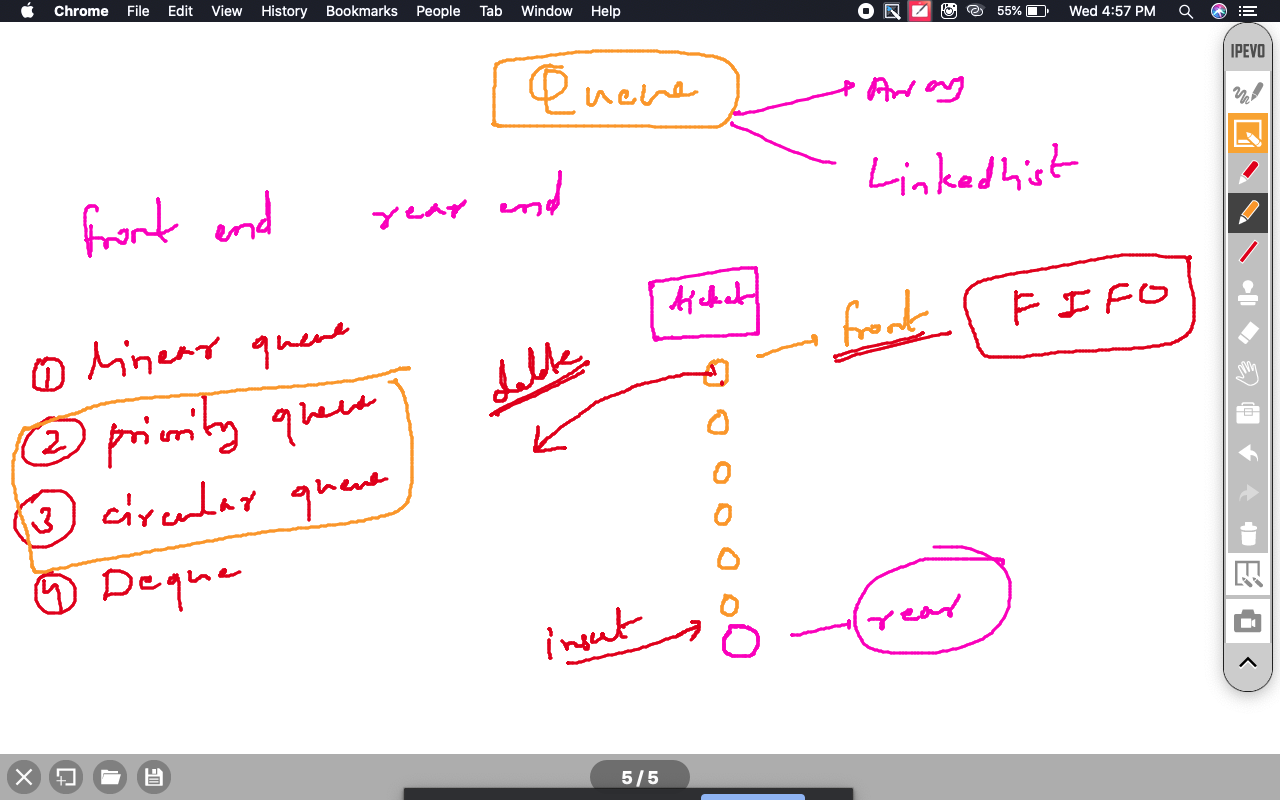 Chrome File Edit View History Bookmarks People Tab Window Help 55% Wed 4:57 PM
IPEVO
Queue
Array
LinkedList
front end rear end
ticket
front
FIFO
1 Linear queue
delete
2 priority queue
3 circular queue
4 Deque
insert
rear
5 / 5